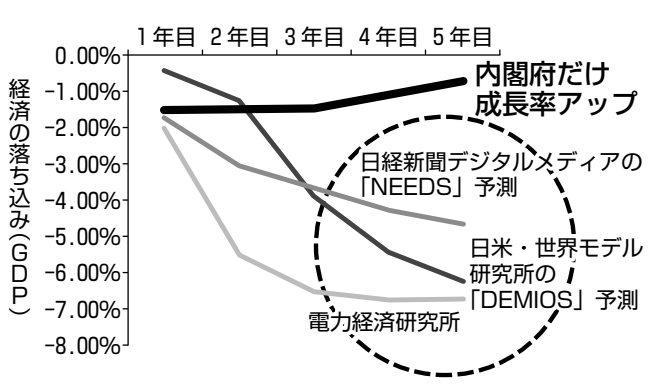 1年目 2年目 3年目 4年目 5年目
0.00%
-1.00%
-2.00%
-3.00%
-4.00%
-5.00%
-6.00%
-7.00%
-8.00%
経済の落ち込み(GDP)
内閣府だけ
成長率アップ
日経新聞デジタルメディアの
「NEEDS」予測
日米・世界モデル
研究所の
「DEMIOS」予測
電力経済研究所